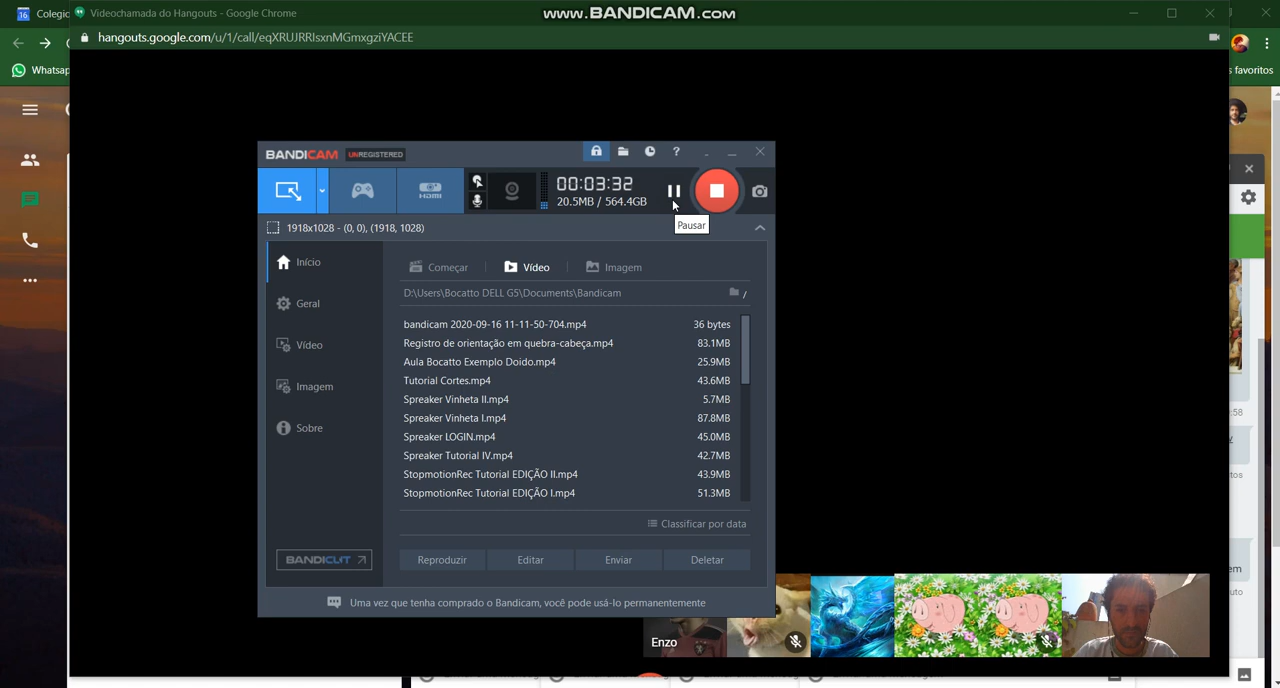 Colegio
Videochamada do Hangouts - Google Chrome
www.BANDICAM.com
hangouts.google.com/u/1/call/eqXRUJRRIsxnMGmxgziYACEE
Whatsap
s favoritos
BANDICAM UNREGISTERED
HDMI
00:03:32
20.5MB / 564.4GB
Pausar
1918x1028 - (0, 0), (1918, 1028)
Início
Geral
Vídeo
Imagem
Sobre
BANDICUT
Começar
Vídeo
Imagem
D:\Users\Bocatto DELL G5\Documents\Bandicam
bandicam 2020-09-16 11-11-50-704.mp4 36 bytes
Registro de orientação em quebra-cabeça.mp4 83.1MB
Aula Bocatto Exemplo Doido.mp4 25.9MB
Tutorial Cortes.mp4 43.6MB
Spreaker Vinheta II.mp4 5.7MB
Spreaker Vinheta I.mp4 87.8MB
Spreaker LOGIN.mp4 45.0MB
Spreaker Tutorial IV.mp4 42.7MB
StopmotionRec Tutorial EDIÇÃO II.mp4 43.9MB
StopmotionRec Tutorial EDIÇÃO I.mp4 51.3MB
Classificar por data
Reproduzir
Editar
Enviar
Deletar
Uma vez que tenha comprado o Bandicam, você pode usá-lo permanentemente
Enzo
:58
tos
em
uto